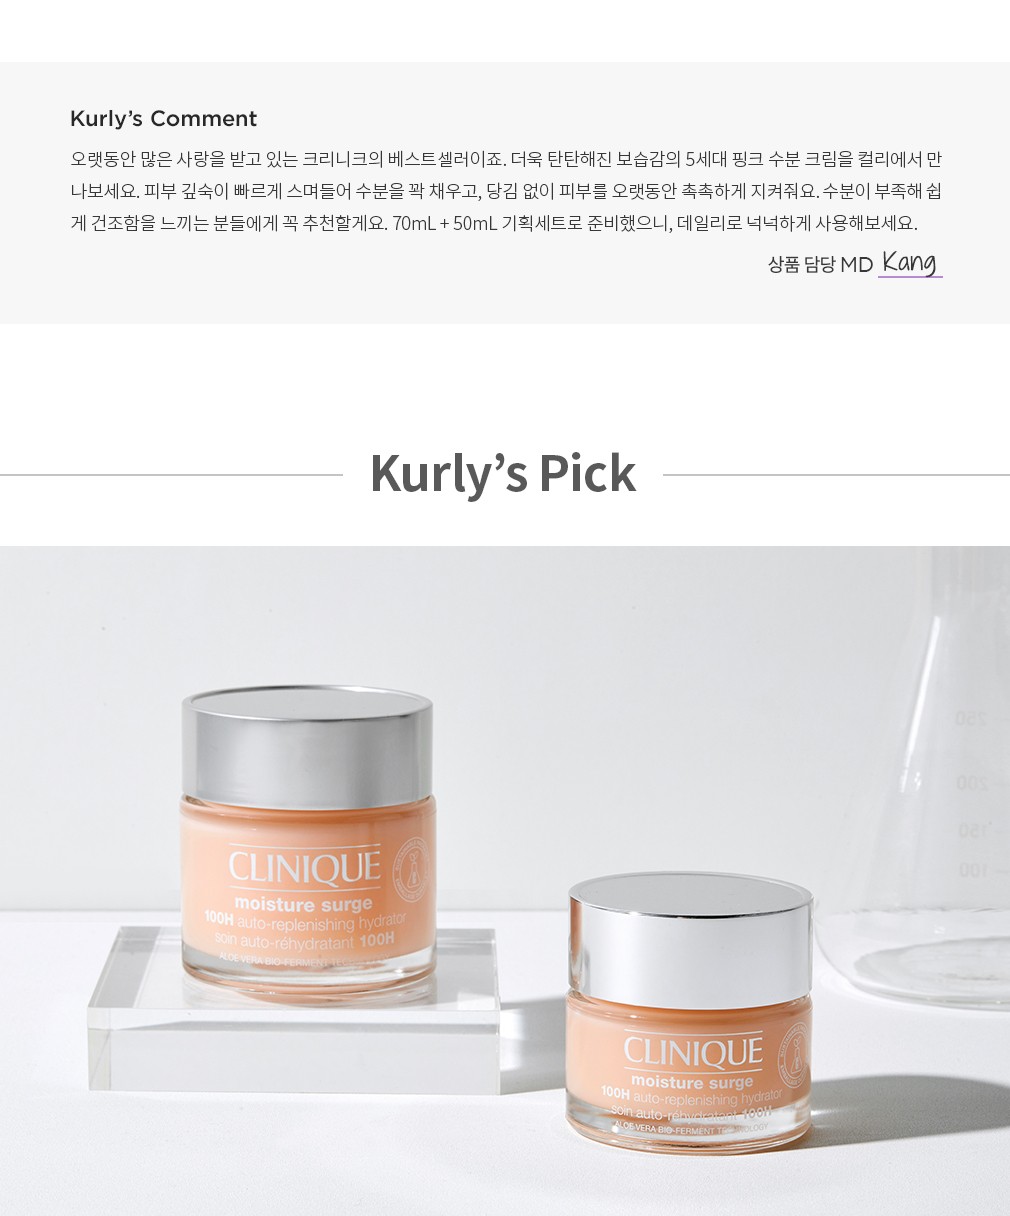 Kurly’s Comment
오랫동안 많은 사랑을 받고 있는 크리니크의 베스트셀러이죠. 더욱 탄탄해진 보습감의 5세대 핑크 수분 크림을 컬리에서 만
나보세요. 피부 깊숙이 빠르게 스며들어 수분을 꽉 채우고, 당김 없이 피부를 오랫동안 촉촉하게 지켜줘요. 수분이 부족해 쉽
게 건조함을 느끼는 분들에게 꼭 추천할게요. 70mL + 50mL 기획세트로 준비했으니, 데일리로 넉넉하게 사용해보세요.
상품 담당 MD Kang
Kurly’s Pick
CLINIQUE
moisture surge
100H auto-replenishing hydrator
soin auto-réhydratant 100H
ALOE VERA BIO-FERMENT
CLINIQUE
moisture surge
100H auto-replenishing hydrator
soin auto-réhydratant 100H
ALOE VERA BIO-FERMENT TECHNOLOGY
250
200
150
100